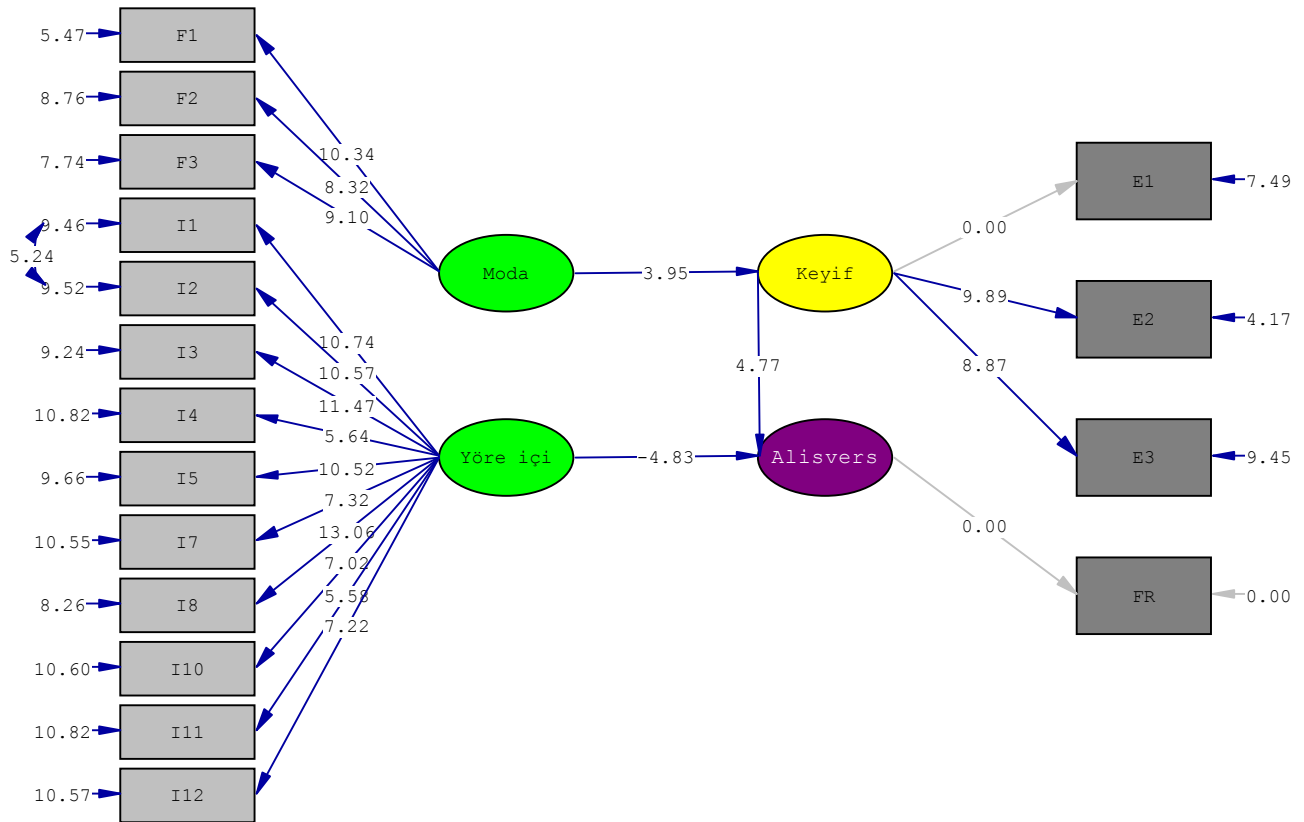 5.47 F1
8.76 F2
7.74 F3
9.46 I1
5.24
9.52 I2
9.24 I3
10.82 I4
9.66 I5
10.55 I7
8.26 I8
10.60 I10
10.82 I11
10.57 I12
10.34
8.32
9.10
10.74
10.57
11.47
5.64
10.52
7.32
13.06
7.02
5.58
7.22
Moda
Yöre içi
3.95
-4.83
Keyif
4.77
Alisvers
0.00
9.89
8.87
0.00
E1 7.49
E2 4.17
E3 9.45
FR 0.00